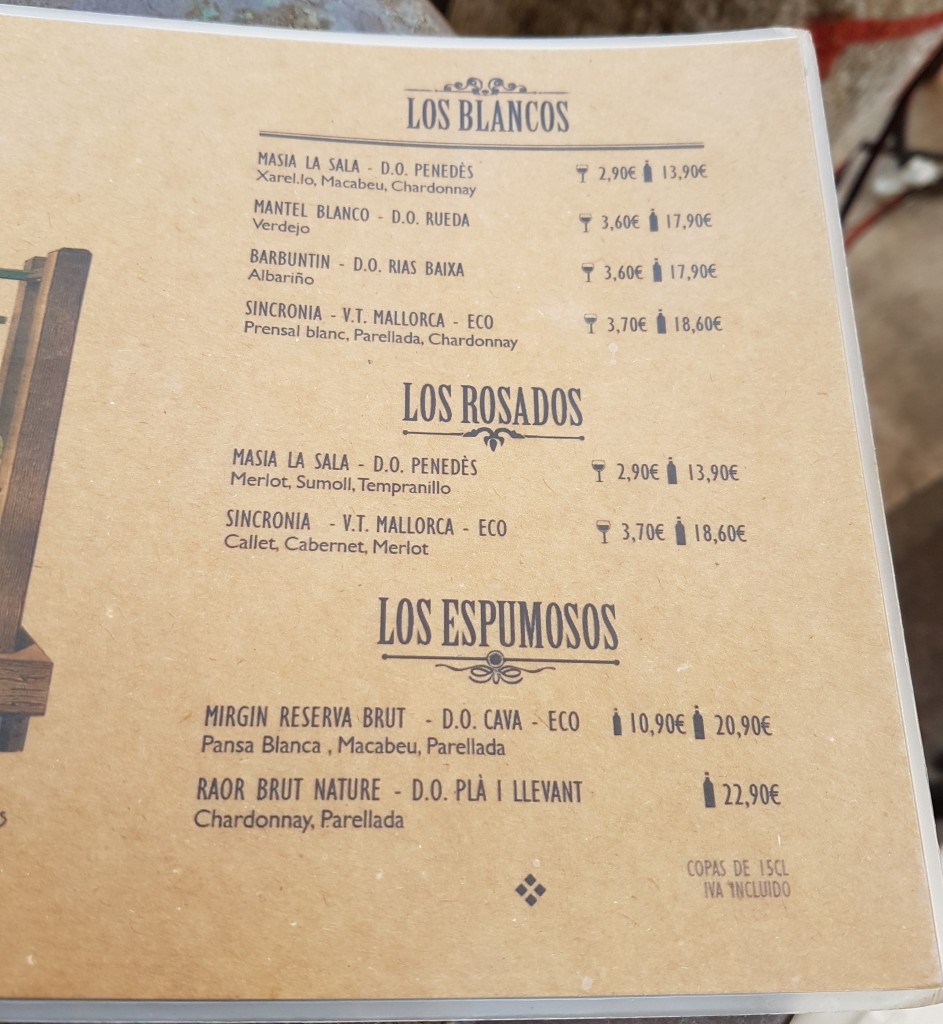 LOS BLANCOS
MASIA LA SALA - D.O. PENEDÈS 2,90€ 13,90€
Xarel.lo, Macabeu, Chardonnay
MANTEL BLANCO - D.O. RUEDA 3,60€ 17,90€
Verdejo
BARBUNTIN - D.O. RIAS BAIXA 3,60€ 17,90€
Albariño
SINCRONIA - V.T. MALLORCA - ECO 3,70€ 18,60€
Prensal blanc, Parellada, Chardonnay
LOS ROSADOS
MASIA LA SALA - D.O. PENEDÈS 2,90€ 13,90€
Merlot, Sumoll, Tempranillo
SINCRONIA - V.T. MALLORCA - ECO 3,70€ 18,60€
Callet, Cabernet, Merlot
LOS ESPUMOSOS
MIRGIN RESERVA BRUT - D.O. CAVA - ECO 10,90€ 20,90€
Pansa Blanca , Macabeu, Parellada
RAOR BRUT NATURE - D.O. PLÀ I LLEVANT 22,90€
Chardonnay, Parellada
COPAS DE 15CL
IVA INCLUIDO